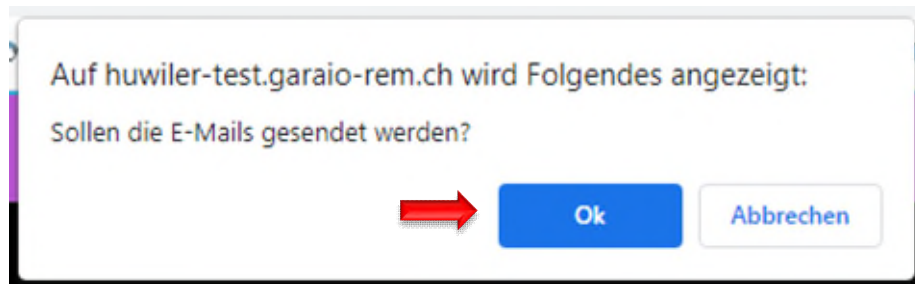 Auf huwiler-test.garaio-rem.ch wird Folgendes angezeigt:
Sollen die E-Mails gesendet werden?
Ok
Abbrechen